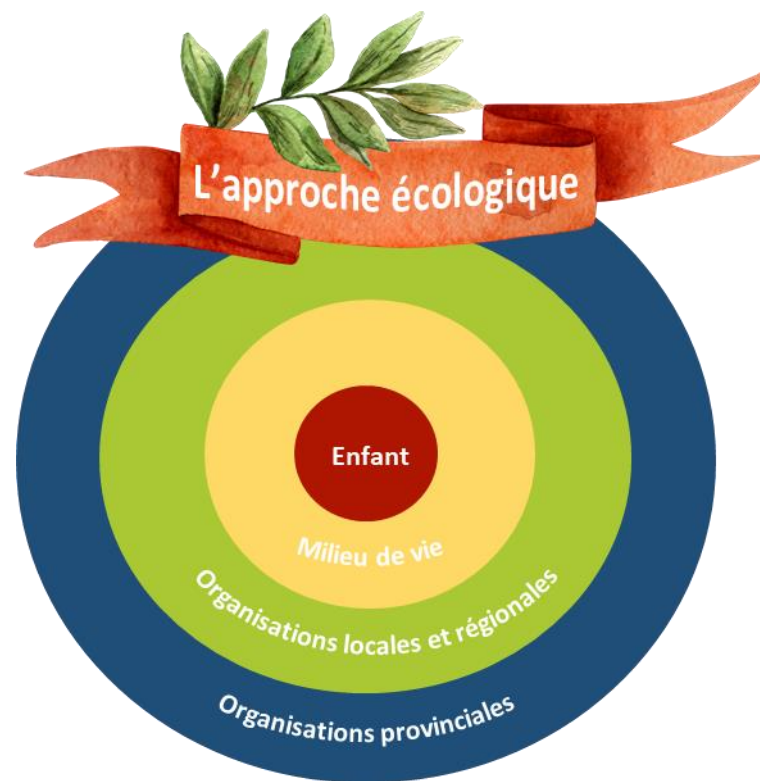 L'approche écologique
Enfant
Milieu de vie
Organisations locales et régionales
Organisations provinciales